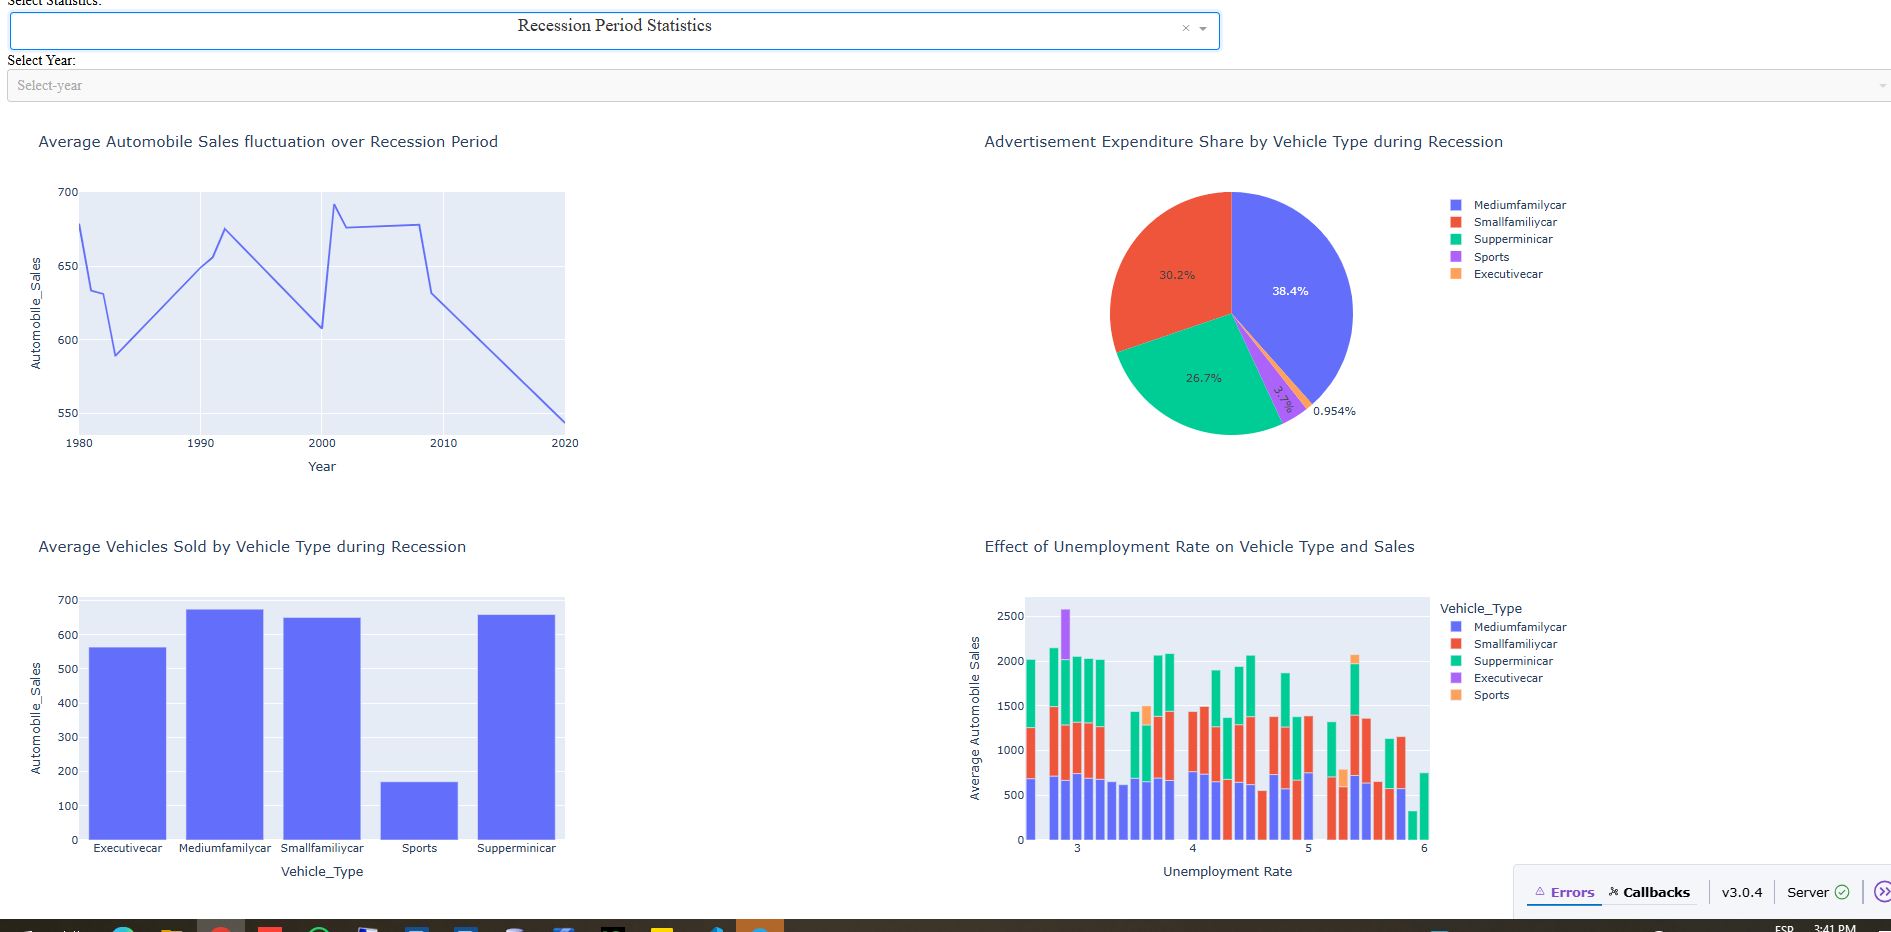 Select Statistics:
Recession Period Statistics
Select Year:
Select-year
Average Automobile Sales fluctuation over Recession Period
700
650
600
550
Automobile_Sales
1980 1990 2000 2010 2020
Year
Advertisement Expenditure Share by Vehicle Type during Recession
38.4%
30.2%
26.7%
3.7%
0.954%
Mediumfamilycar
Smallfamiliycar
Supperminicar
Sports
Executivecar
Average Vehicles Sold by Vehicle Type during Recession
700
600
500
400
300
200
100
0
Automobile_Sales
Executivecar Mediumfamilycar Smallfamiliycar Sports Supperminicar
Vehicle_Type
Effect of Unemployment Rate on Vehicle Type and Sales
2500
2000
1500
1000
500
0
Average Automobile Sales
3 4 5 6
Unemployment Rate
Vehicle_Type
Mediumfamilycar
Smallfamiliycar
Supperminicar
Executivecar
Sports
Errors Callbacks v3.0.4 Server
ESP 3:41 PM